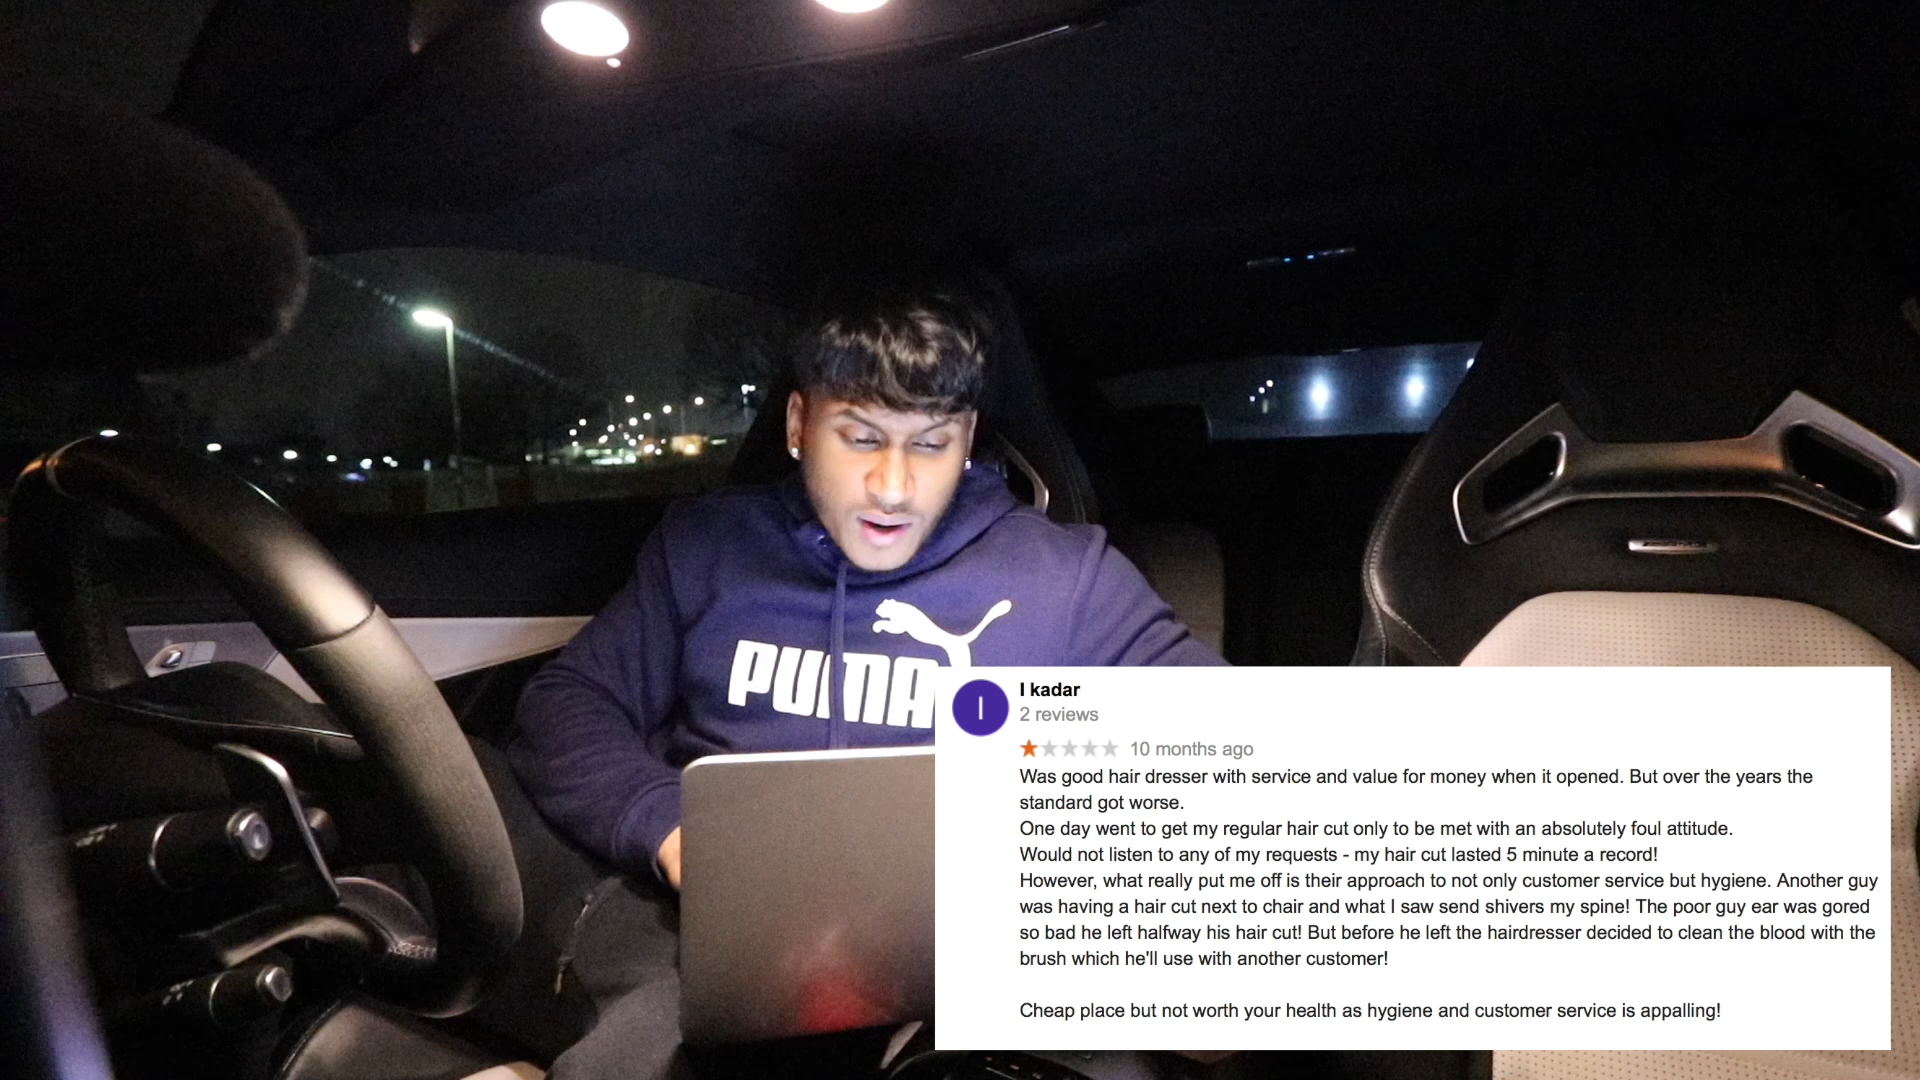 PUMA
I
I kadar
2 reviews
10 months ago
Was good hair dresser with service and value for money when it opened. But over the years the
standard got worse.
One day went to get my regular hair cut only to be met with an absolutely foul attitude.
Would not listen to any of my requests - my hair cut lasted 5 minute a record!
However, what really put me off is their approach to not only customer service but hygiene. Another guy
was having a hair cut next to chair and what I saw send shivers my spine! The poor guy ear was gored
so bad he left halfway his hair cut! But before he left the hairdresser decided to clean the blood with the
brush which he'll use with another customer!
Cheap place but not worth your health as hygiene and customer service is appalling!